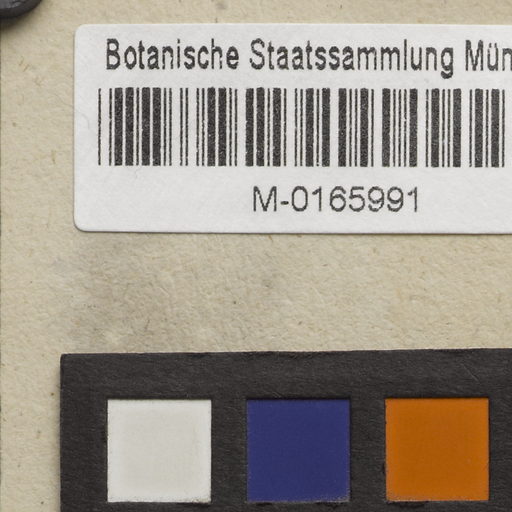 Botanische Staatssammlung Mün
M-0165991